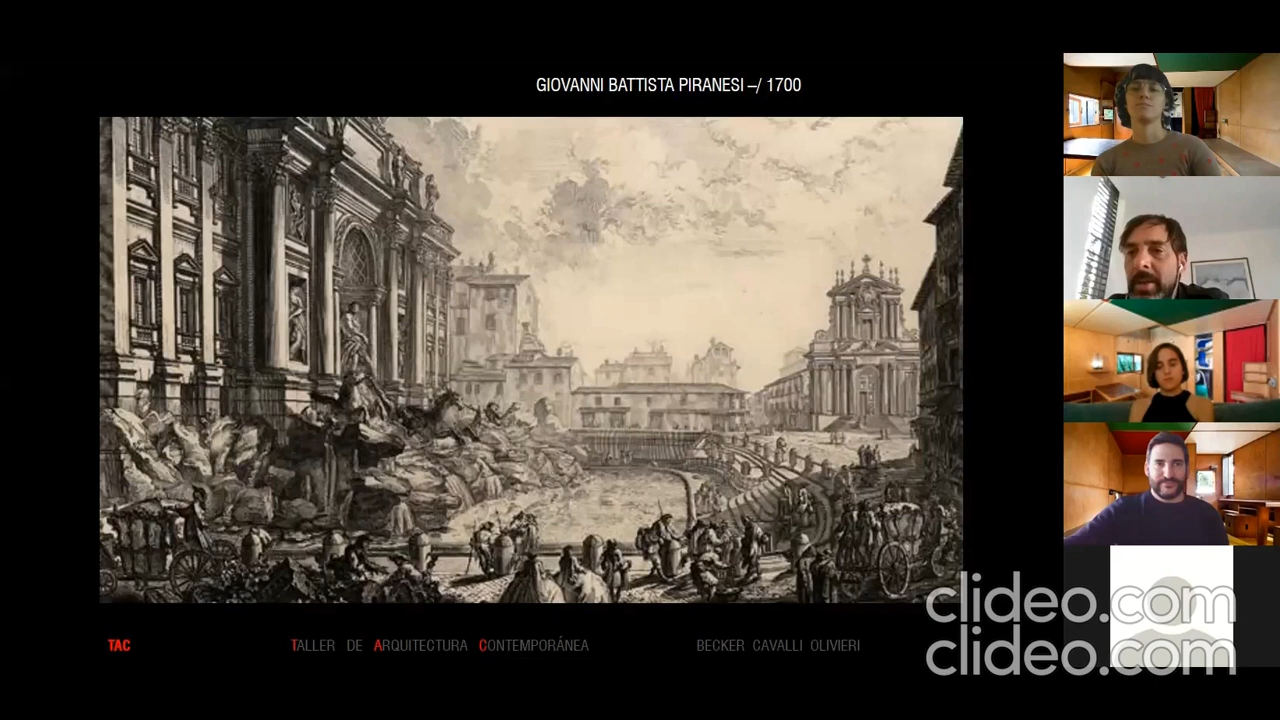 GIOVANNI BATTISTA PIRANESI –/ 1700
TAC TALLER DE ARQUITECTURA CONTEMPORÁNEA BECKER CAVALLI OLIVIERI
clideo.com
clideo.com